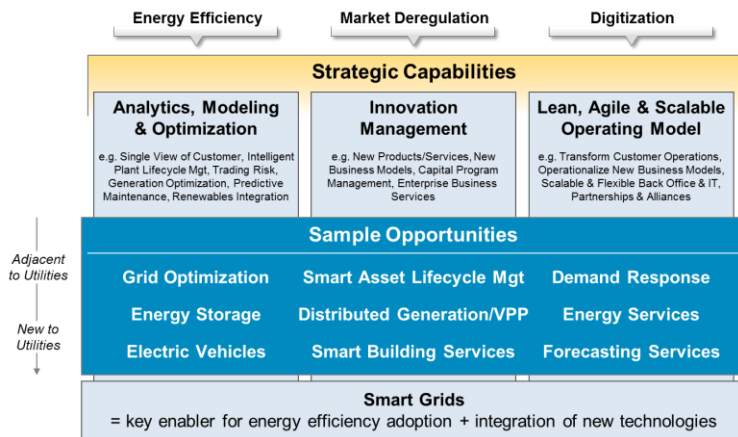 Energy Efficiency
Market Deregulation
Digitization
Strategic Capabilities
Analytics, Modeling
& Optimization
e.g. Single View of Customer, Intelligent
Plant Lifecycle Mgt, Trading Risk,
Generation Optimization, Predictive
Maintenance, Renewables Integration
Innovation
Management
e.g. New Products/Services, New
Business Models, Capital Program
Management, Enterprise Business
Services
Lean, Agile & Scalable
Operating Model
e.g. Transform Customer Operations,
Operationalize New Business Models,
Scalable & Flexible Back Office & IT,
Partnerships & Alliances
Adjacent
to Utilities
New to
Utilities
Sample Opportunities
Grid Optimization
Smart Asset Lifecycle Mgt
Demand Response
Energy Storage
Distributed Generation/VPP
Energy Services
Electric Vehicles
Smart Building Services
Forecasting Services
Smart Grids
= key enabler for energy efficiency adoption + integration of new technologies